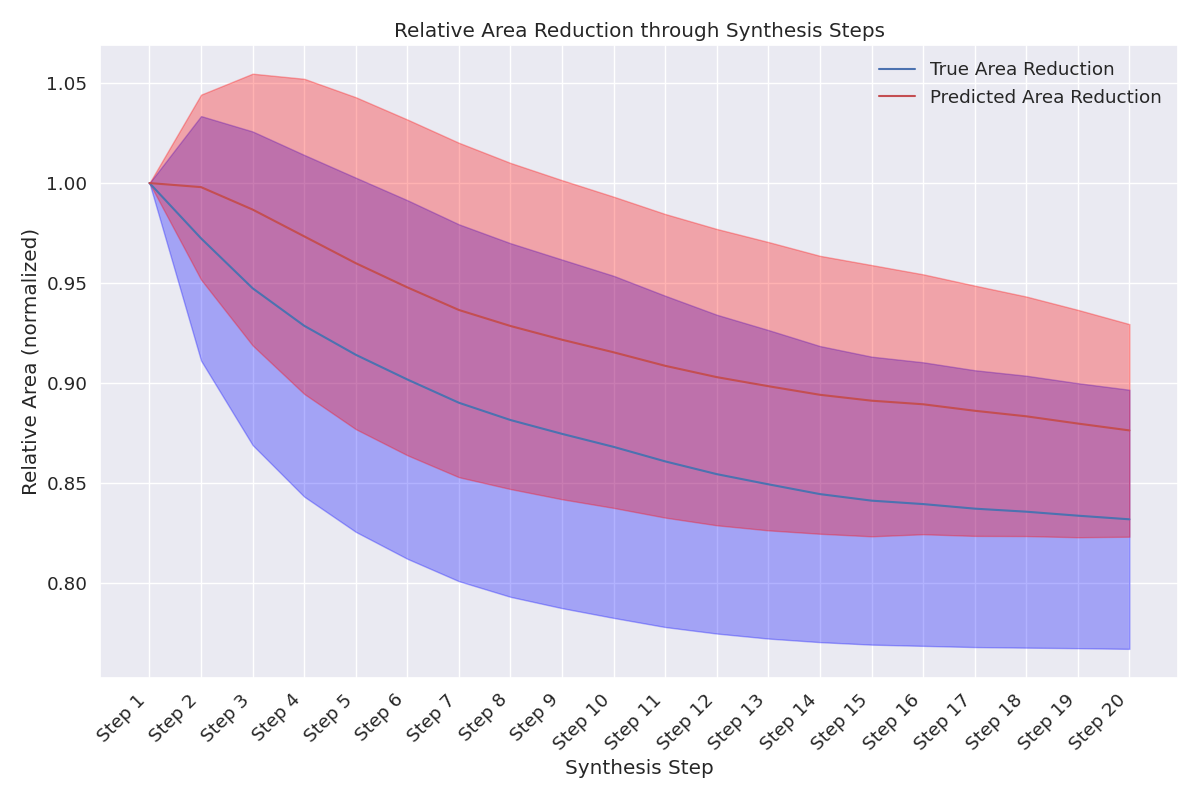 Relative Area Reduction through Synthesis Steps
True Area Reduction
Predicted Area Reduction
Relative Area (normalized)
1.05
1.00
0.95
0.90
0.85
0.80
Step 1
Step 2
Step 3
Step 4
Step 5
Step 6
Step 7
Step 8
Step 9
Step 10
Step 11
Step 12
Step 13
Step 14
Step 15
Step 16
Step 17
Step 18
Step 19
Step 20
Synthesis Step